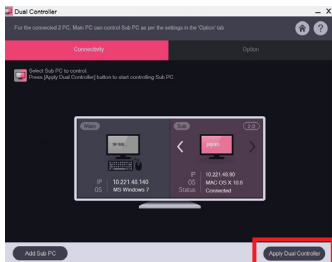 Dual Controller
For the connected 2 PC, Main PC can control Sub PC as per the settings in the 'Option' tab
Connectivity
Option
Select Sub PC to control.
Press [Apply Dual Controller] button to start controlling Sub PC.
Main
Sub
IP 10.221.48.140
OS MS Windows 7
IP 10.221.48.90
OS MAC OS X 10.8
Status Connected
Add Sub PC
Apply Dual Controller